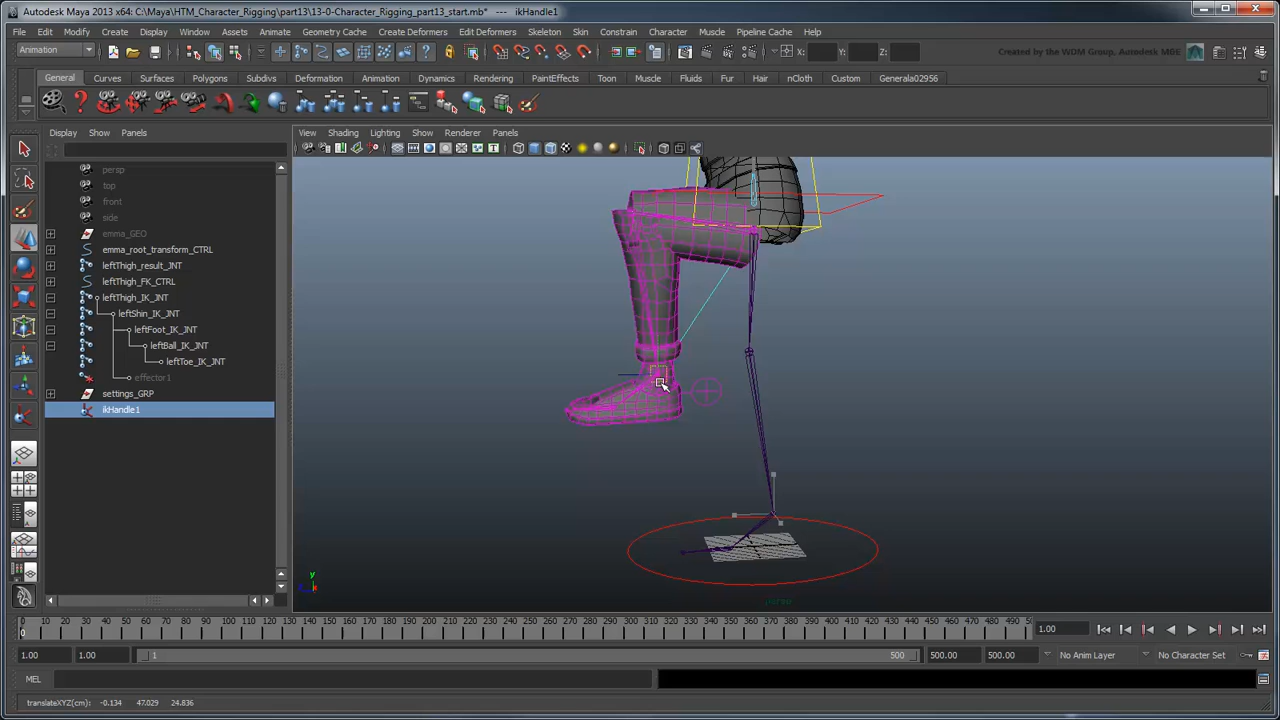 Autodesk Maya 2013 x64: C:\Maya\HTM_Character_Rigging\part13\13-0-Character_Rigging_part13_start.mb* --- ikHandle1
File Edit Modify Create Display Window Assets Animate Geometry Cache Create Deformers Edit Deformers Skeleton Skin Constrain Character Muscle Pipeline Cache Help
Animation X: Y: Z: Created by the WDM Group, Autodesk M&E
General Curves Surfaces Polygons Subdivs Deformation Animation Dynamics Rendering PaintEffects Toon Muscle Fluids Fur Hair nCloth Custom Generala02956
Display Show Panels View Shading Lighting Show Renderer Panels
persp
top
front
side
emma_GEO
emma_root_transform_CTRL
leftThigh_result_JNT
leftThigh_FK_CTRL
leftThigh_IK_JNT
leftShin_IK_JNT
leftFoot_IK_JNT
leftBall_IK_JNT
leftToe_IK_JNT
effector1
settings_GRP
ikHandle1
y
persp
0 10 20 30 40 50 60 70 80 90 100 110 120 130 140 150 160 170 180 190 200 210 220 230 240 250 260 270 280 290 300 310 320 330 340 350 360 370 380 390 400 410 420 430 440 450 460 470 480 490
0 1.00
1.00 1.00 1 500 500.00 500.00 No Anim Layer No Character Set
MEL
translateXYZ(cm): -0.134 47.029 24.836